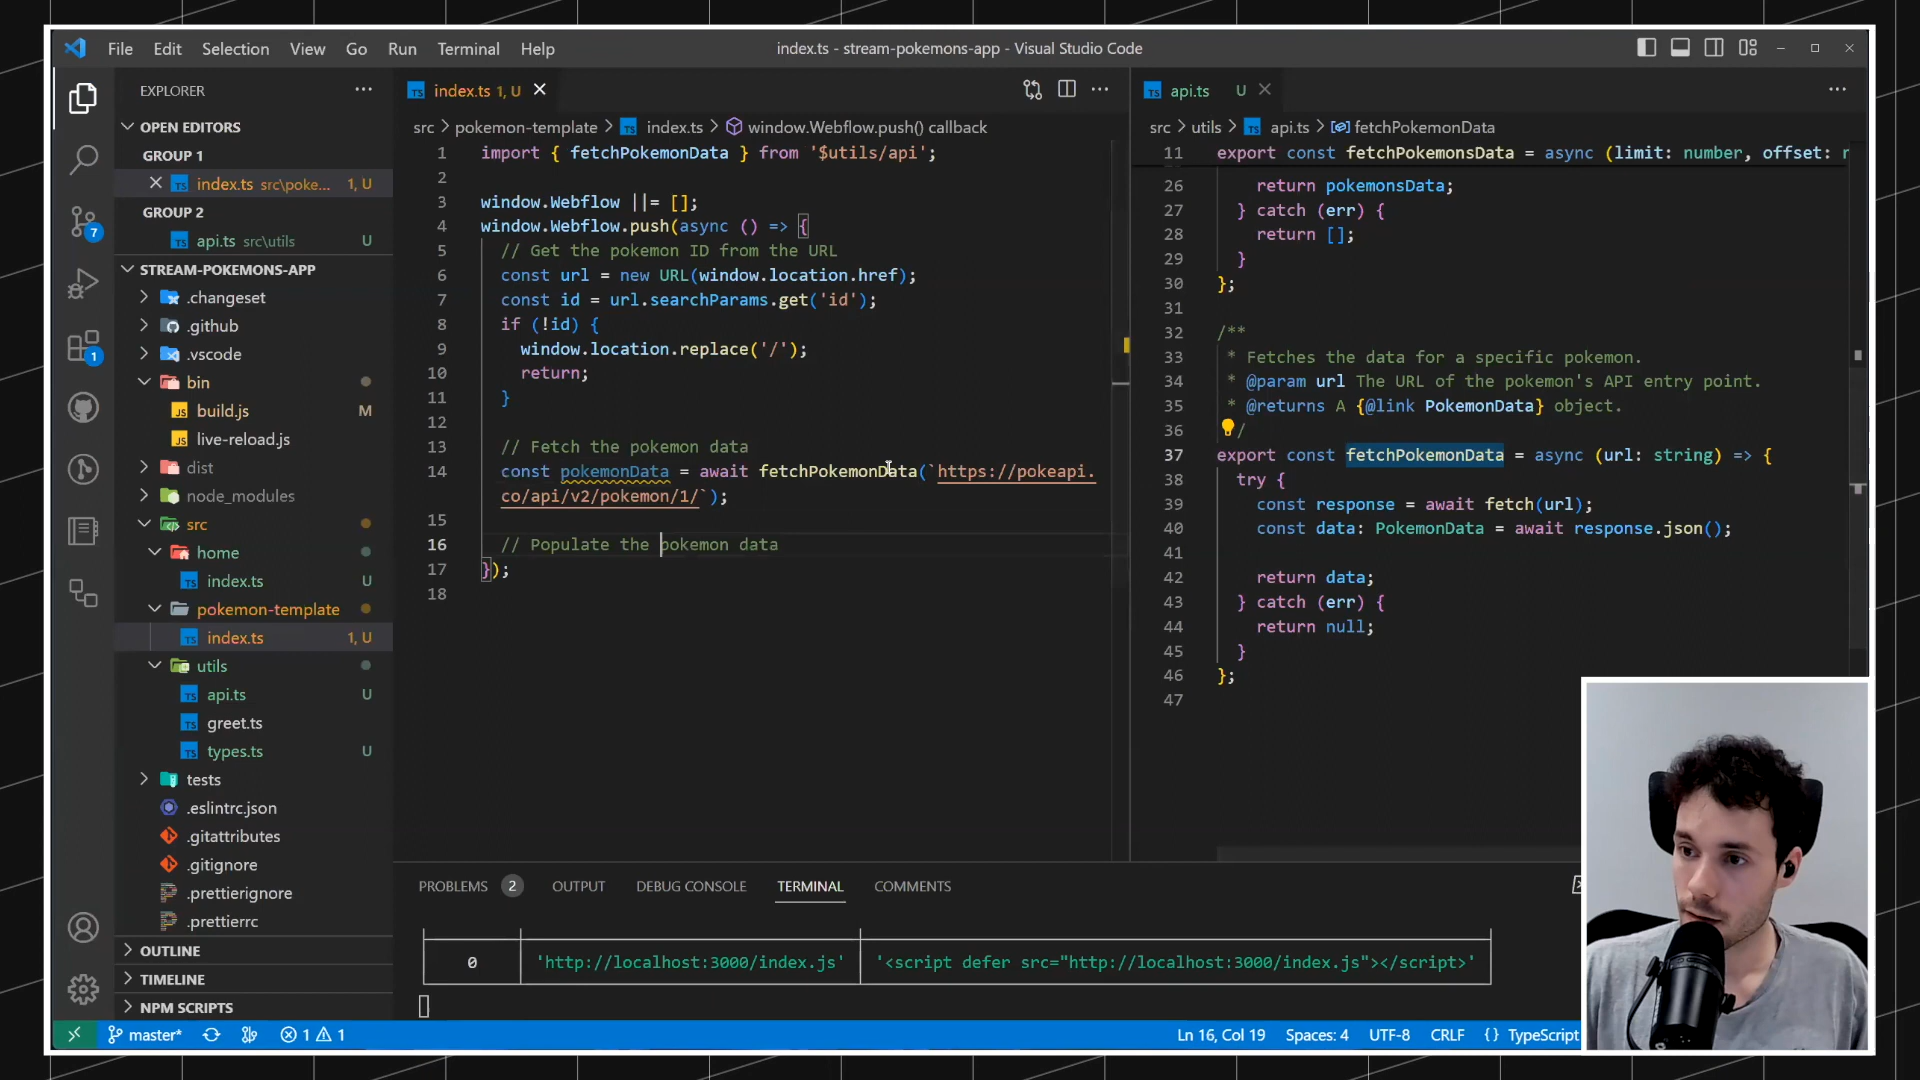 File Edit Selection View Go Run Terminal Help
index.ts - stream-pokemons-app - Visual Studio Code
EXPLORER
OPEN EDITORS
GROUP 1
index.ts src\poke... 1, U
GROUP 2
api.ts src\utils U
STREAM-POKEMONS-APP
.changeset
.github
.vscode
bin
build.js M
live-reload.js
dist
node_modules
src
home
index.ts U
pokemon-template
index.ts 1, U
utils
api.ts U
greet.ts
types.ts U
tests
.eslintrc.json
.gitattributes
.gitignore
.prettierignore
.prettierrc
OUTLINE
TIMELINE
NPM SCRIPTS
7
1
index.ts 1, U
src > pokemon-template > index.ts > window.Webflow.push() callback
1 import { fetchPokemonData } from '$utils/api';
2
3 window.Webflow ||= [];
4 window.Webflow.push(async () => {
5 // Get the pokemon ID from the URL
6 const url = new URL(window.location.href);
7 const id = url.searchParams.get('id');
8 if (!id) {
9 window.location.replace('/');
10 return;
11 }
12
13 // Fetch the pokemon data
14 const pokemonData = await fetchPokemonData(`https://pokeapi.
co/api/v2/pokemon/1/`);
15
16 // Populate the pokemon data
17 });
18
api.ts U
src > utils > api.ts > fetchPokemonData
11 export const fetchPokemonsData = async (limit: number, offset:
26 return pokemonsData;
27 } catch (err) {
28 return [];
29 }
30 };
31
32 /**
33 * Fetches the data for a specific pokemon.
34 * @param url The URL of the pokemon's API entry point.
35 * @returns A {@link PokemonData} object.
36 */
37 export const fetchPokemonData = async (url: string) => {
38 try {
39 const response = await fetch(url);
40 const data: PokemonData = await response.json();
41
42 return data;
43 } catch (err) {
44 return null;
45 }
46 };
47
PROBLEMS 2 OUTPUT DEBUG CONSOLE TERMINAL COMMENTS
0 'http://localhost:3000/index.js' '<script defer src="http://localhost:3000/index.js"></script>'
master* 1 1 Ln 16, Col 19 Spaces: 4 UTF-8 CRLF {} TypeScript